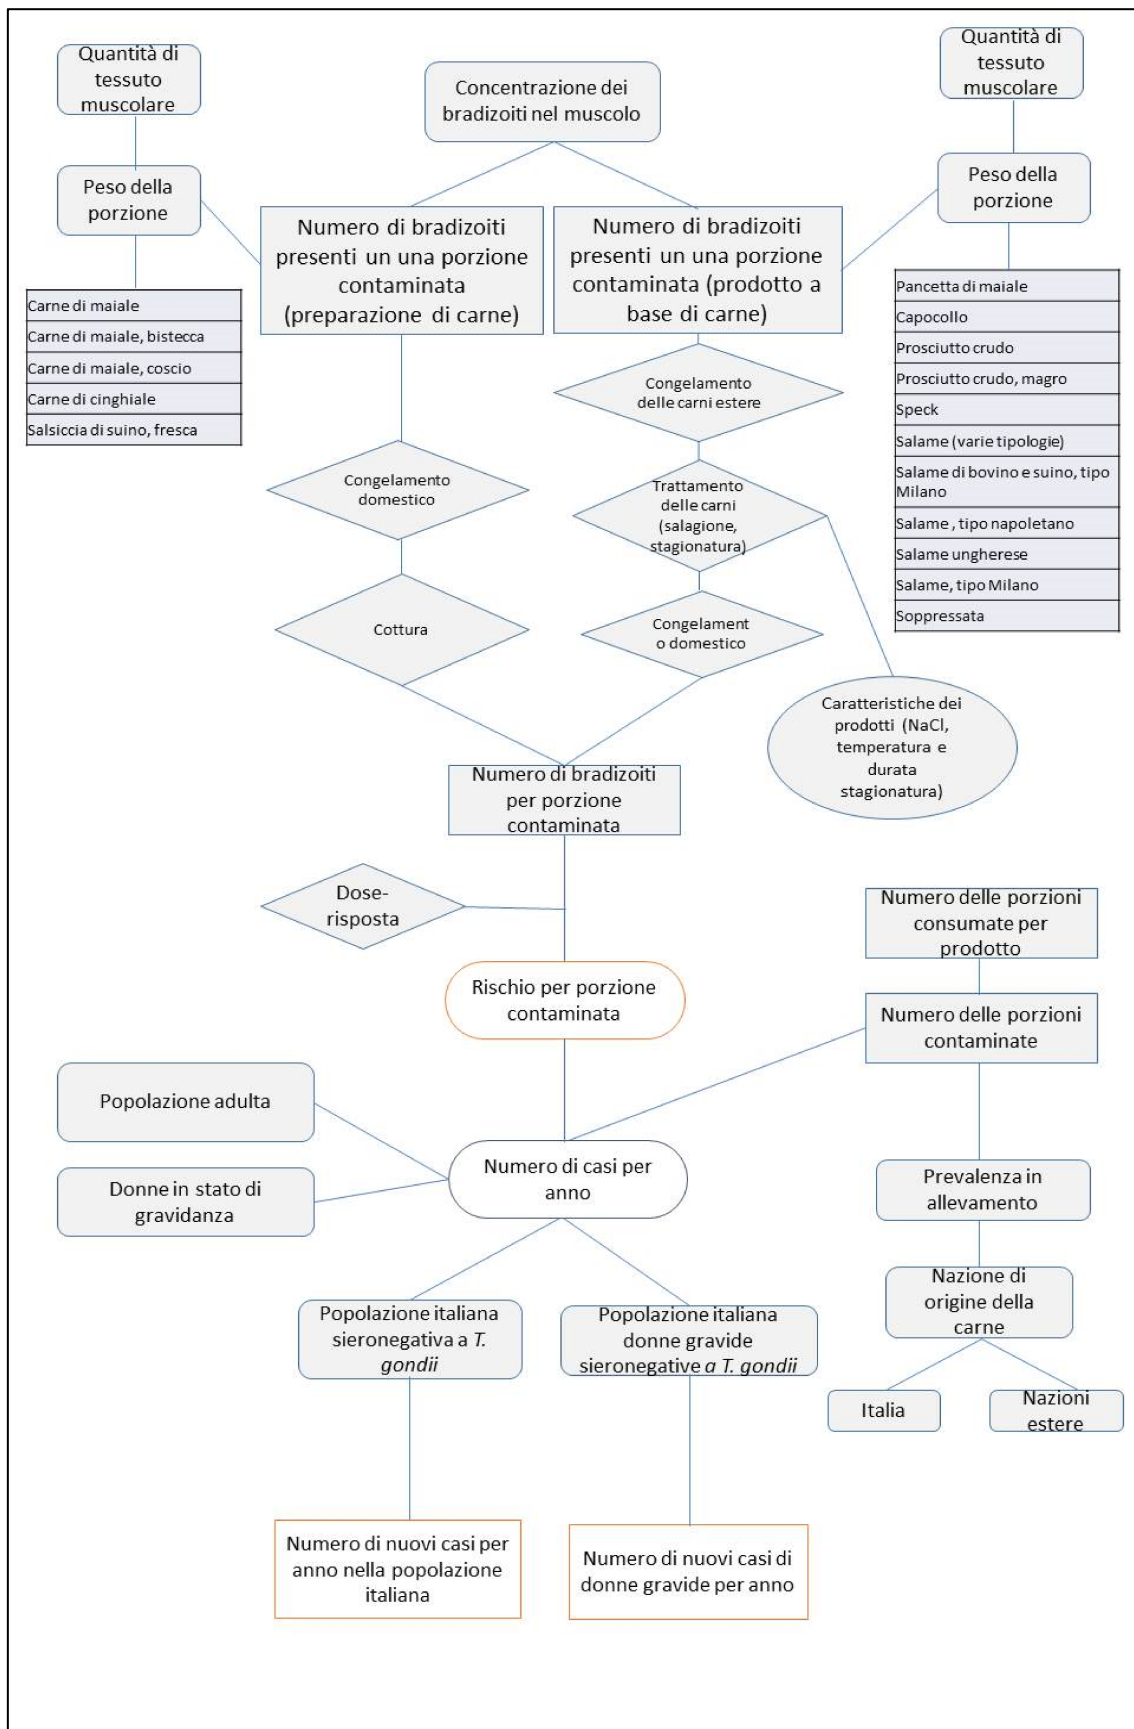 Quantità di
tessuto
muscolare
Concentrazione dei
bradizoiti nel muscolo
Quantità di
tessuto
muscolare
Peso della
porzione
Peso della
porzione
Numero di bradizoiti
presenti un una porzione
contaminata
(preparazione di carne)
Numero di bradizoiti
presenti un una porzione
contaminata (prodotto a
base di carne)
Carne di maiale
Carne di maiale, bistecca
Carne di maiale, coscio
Carne di cinghiale
Salsiccia di suino, fresca
Pancetta di maiale
Capocollo
Prosciutto crudo
Prosciutto crudo, magro
Speck
Salame (varie tipologie)
Salame di bovino e suino, tipo
Milano
Salame , tipo napoletano
Salame ungherese
Salame, tipo Milano
Soppressata
Congelamento
delle carni estere
Congelamento
domestico
Trattamento
delle carni
(salagione,
stagionatura)
Cottura
Congelament
o domestico
Caratteristiche dei
prodotti (NaCl,
temperatura e
durata
stagionatura)
Numero di bradizoiti
per porzione
contaminata
Dose-
risposta
Numero delle porzioni
consumate per
prodotto
Rischio per porzione
contaminata
Numero delle porzioni
contaminate
Popolazione adulta
Donne in stato di
gravidanza
Numero di casi per
anno
Prevalenza in
allevamento
Nazione di
origine della
carne
Italia
Nazioni
estere
Popolazione italiana
sieronegativa a T.
gondii
Popolazione italiana
donne gravide
sieronegative a T. gondii
Numero di nuovi casi per
anno nella popolazione
italiana
Numero di nuovi casi di
donne gravide per anno